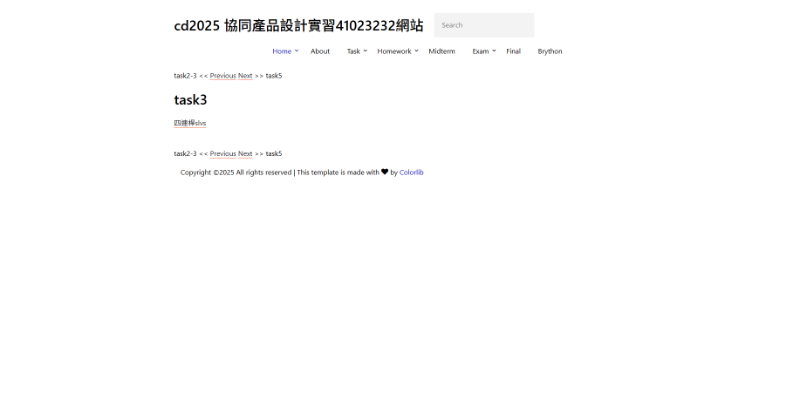 cd2025 協同產品設計實習41023232網站
Search
Home About Task Homework Midterm Exam Final Brython
task2-3 << Previous Next >> task5
task3
四連桿slvs
task2-3 << Previous Next >> task5
Copyright ©2025 All rights reserved | This template is made with ♥ by Colorlib